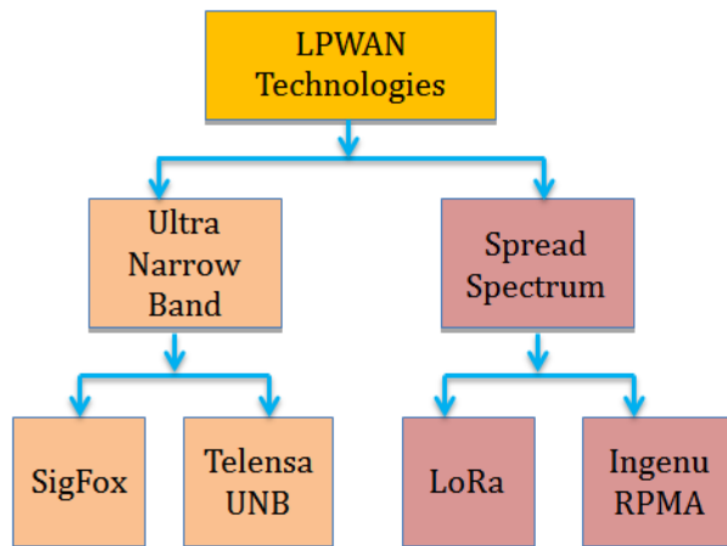 LPWAN
Technologies
Ultra
Narrow
Band
Spread
Spectrum
SigFox
Telensa
UNB
LoRa
Ingenu
RPMA